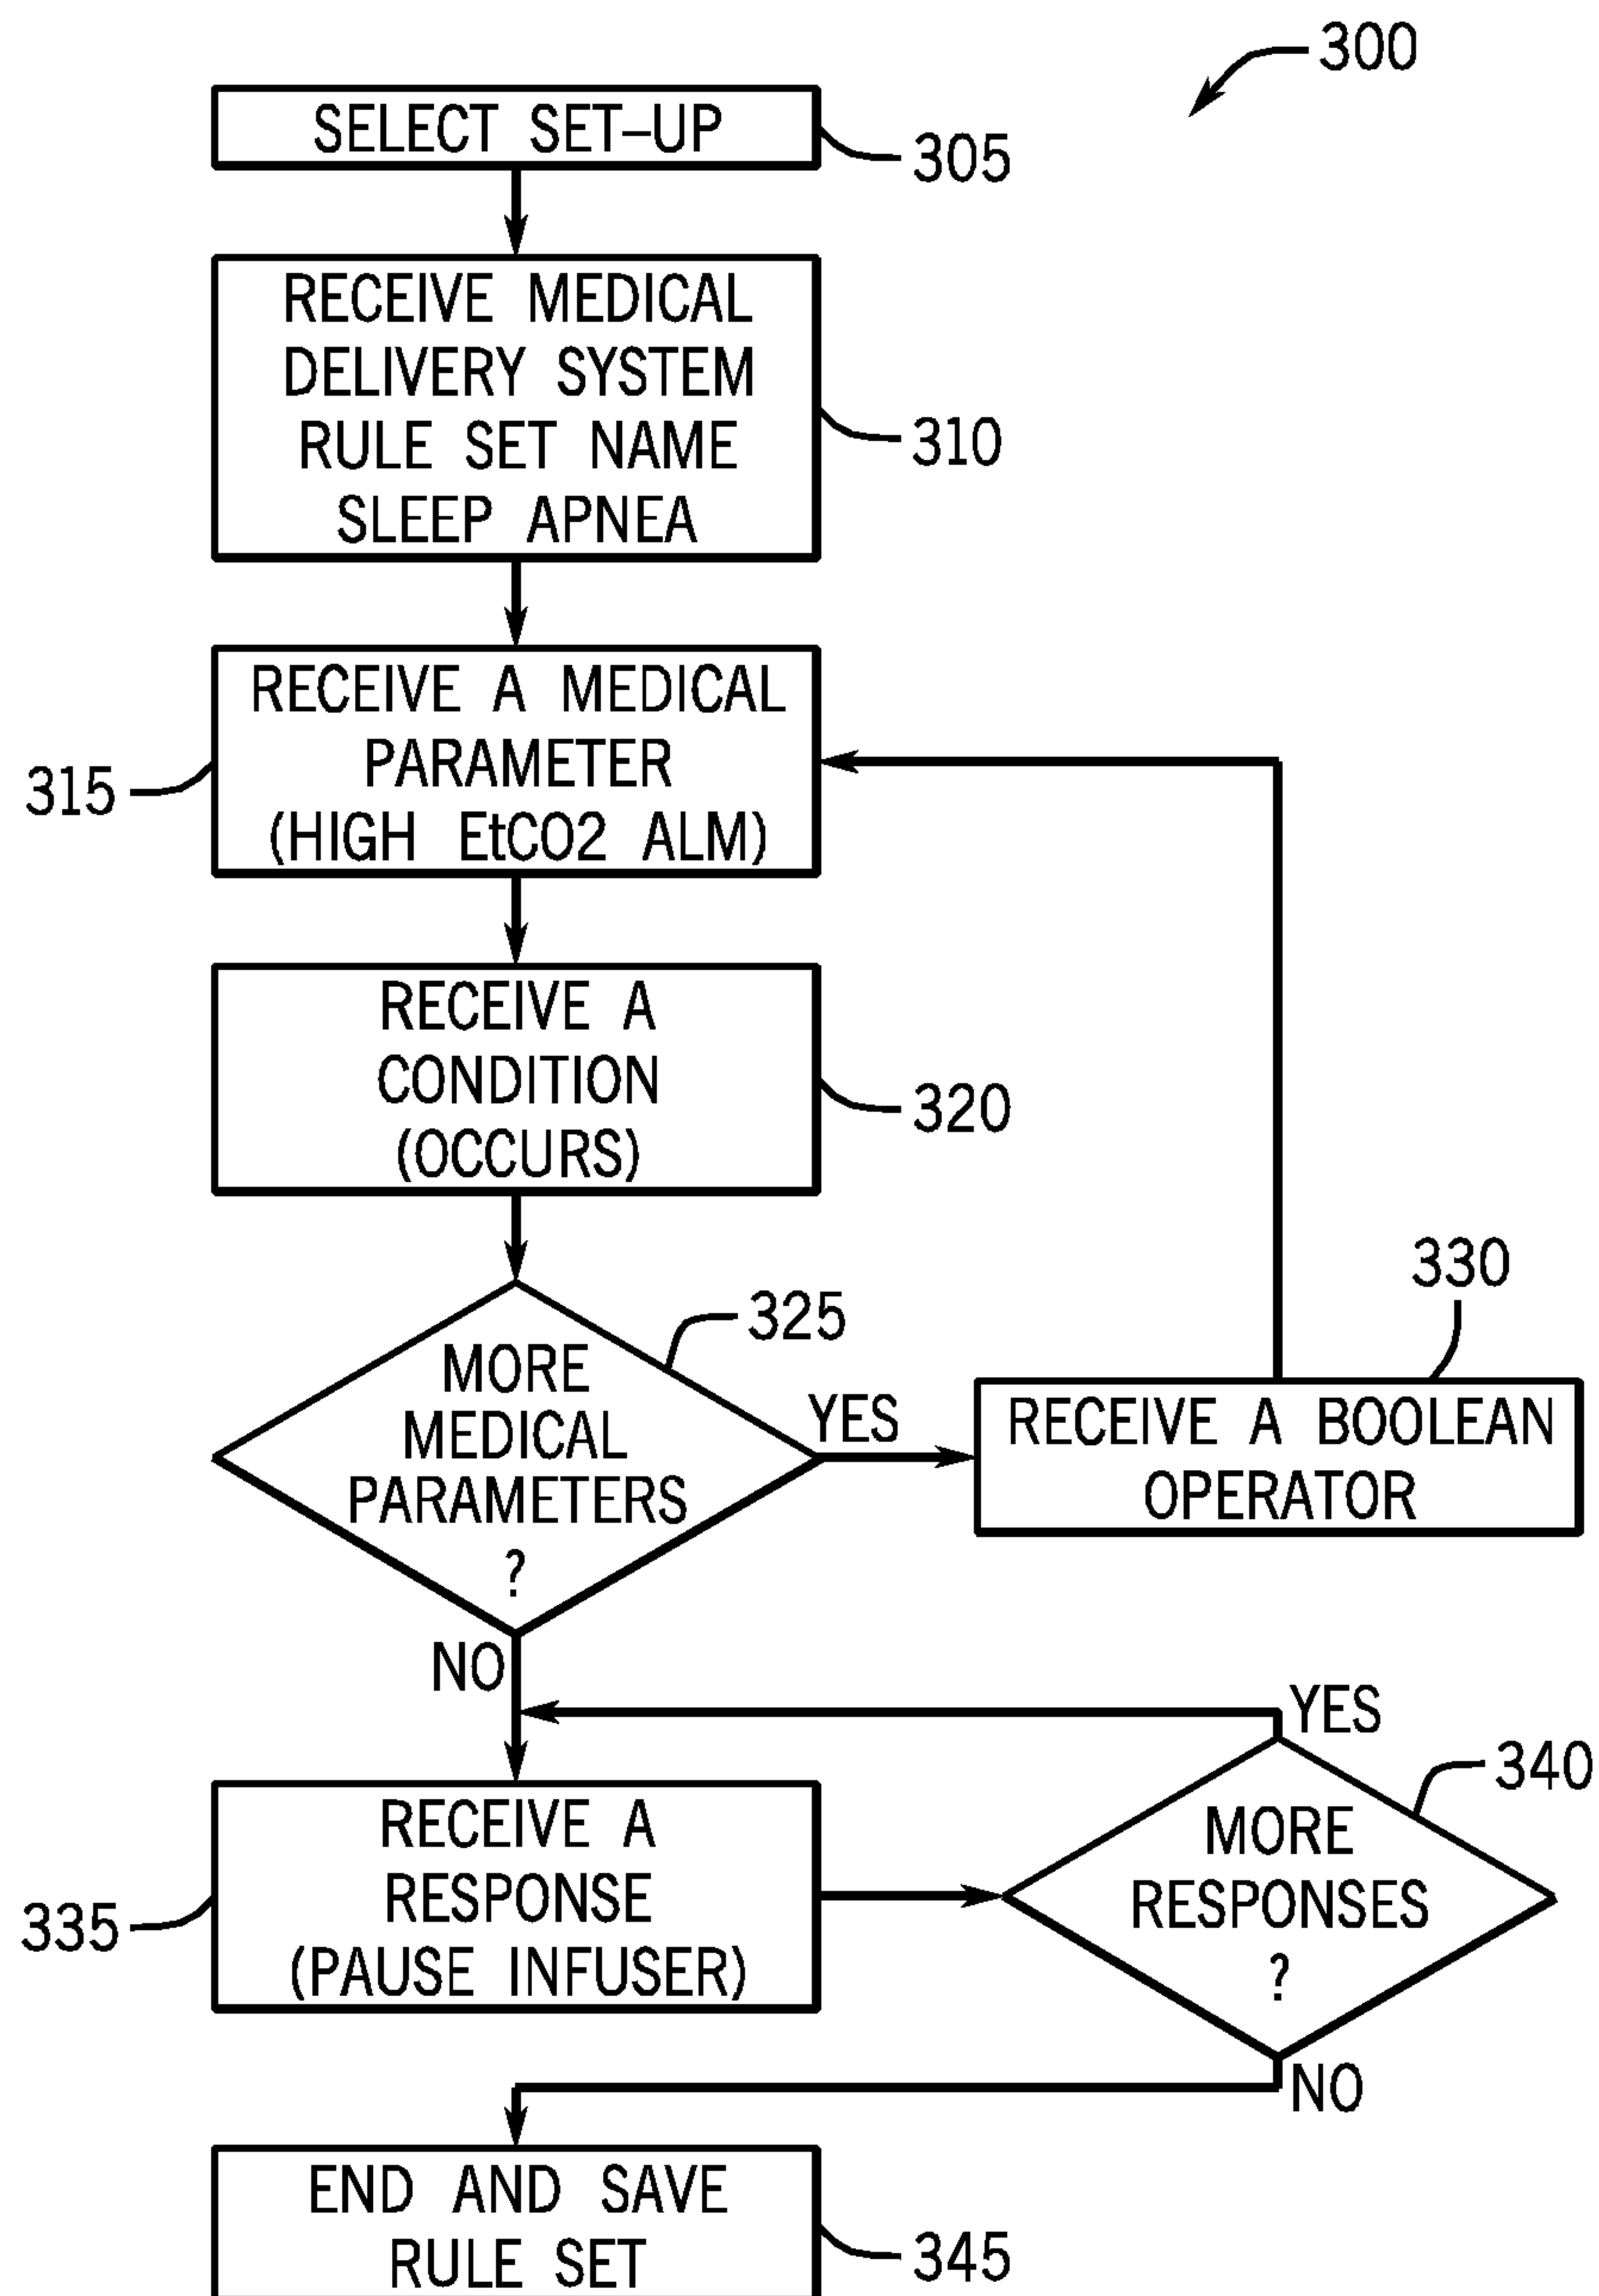 300
SELECT SET–UP
305
RECEIVE MEDICAL
DELIVERY SYSTEM
RULE SET NAME
SLEEP APNEA
310
RECEIVE A MEDICAL
PARAMETER
(HIGH EtCO2 ALM)
315
RECEIVE A
CONDITION
(OCCURS)
320
325
MORE
MEDICAL
PARAMETERS
?
YES
330
RECEIVE A BOOLEAN
OPERATOR
NO
RECEIVE A
RESPONSE
(PAUSE INFUSER)
335
YES
340
MORE
RESPONSES
?
NO
END AND SAVE
RULE SET
345